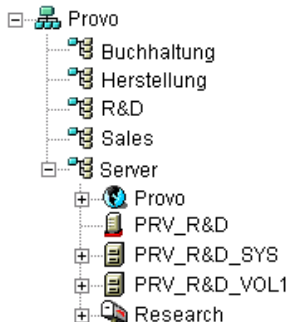 Provo
Buchhaltung
Herstellung
R&D
Sales
Server
Provo
PRV_R&D
PRV_R&D_SYS
PRV_R&D_VOL1
Research